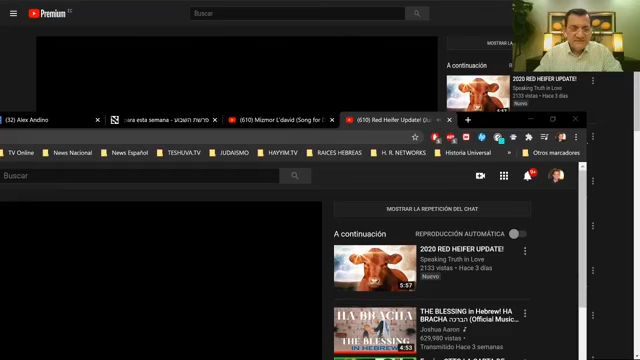 Premium EC
Buscar
MOSTRAR LA
A continuación
2020 RED HEIFER UPDATE!
Speaking Truth in Love
2133 vistas • Hace 3 días
Nuevo
(32) Alex Andino
para esta semana - פרשת השבוע
(610) Mizmor L'david (Song for D
(610) Red Heifer Update! (Ju
TV Online
News Nacional
News Español
TESHUVA.TV
JUDAISMO
HAYYIM.TV
RAICES HEBREAS
H. R. NETWORKS
Historia Universal
»
Otros marcadores
Buscar
9+
MOSTRAR LA REPETICIÓN DEL CHAT
A continuación
REPRODUCCIÓN AUTOMÁTICA
2020 RED HEIFER UPDATE!
Speaking Truth in Love
2133 vistas • Hace 3 días
Nuevo
5:57
HA BRACHA
THE BLESSING
IN HEBREW!
4:53
THE BLESSING in Hebrew! HA
BRACHA הברכה (Official Music...
Joshua Aaron
629,980 vistas •
Transmitido Hace 3 semanas